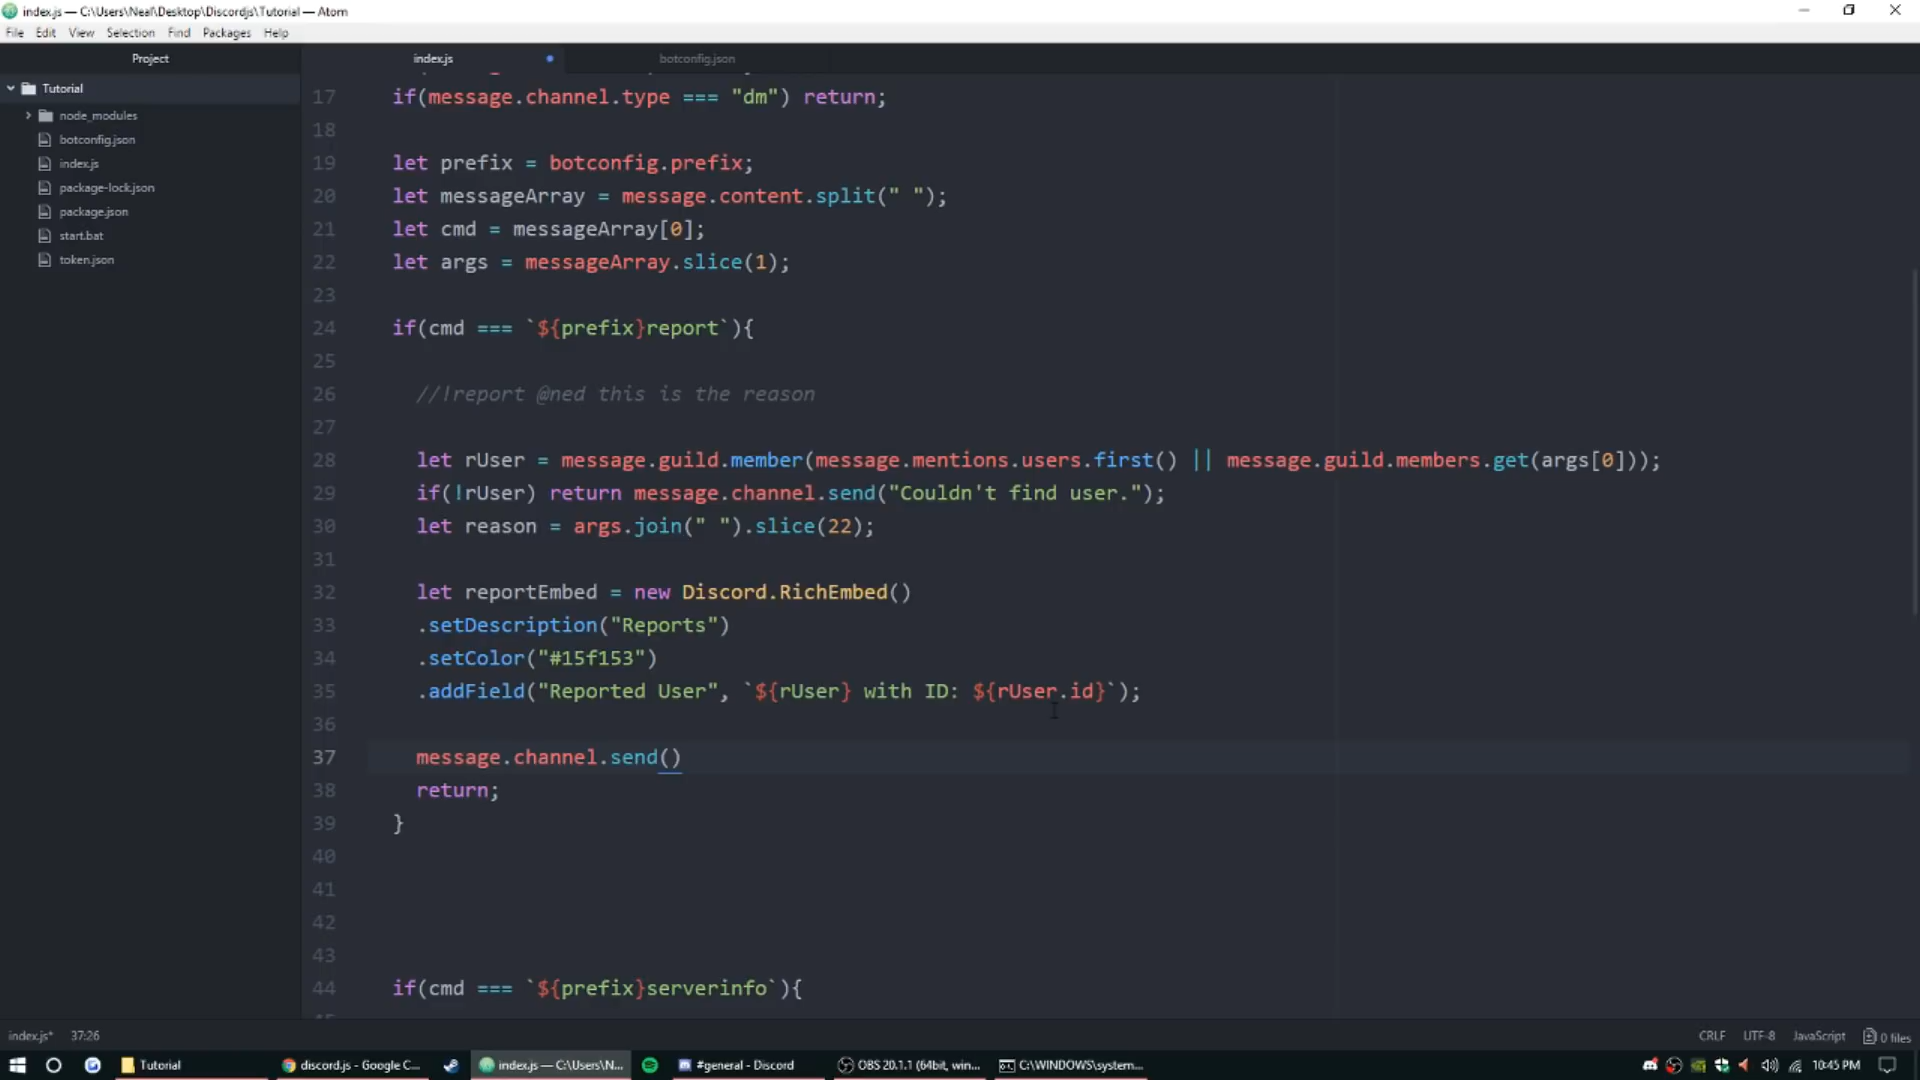 index.js — C:\Users\Neal\Desktop\Discordjs\Tutorial — Atom
File Edit View Selection Find Packages Help
Project
index.js
botconfig.json
Tutorial
node_modules
botconfig.json
index.js
package-lock.json
package.json
start.bat
token.json
17 if(message.channel.type === "dm") return;
18
19 let prefix = botconfig.prefix;
20 let messageArray = message.content.split(" ");
21 let cmd = messageArray[0];
22 let args = messageArray.slice(1);
23
24 if(cmd === `${prefix}report`){
25
26 //!report @ned this is the reason
27
28 let rUser = message.guild.member(message.mentions.users.first() || message.guild.members.get(args[0]));
29 if(!rUser) return message.channel.send("Couldn't find user.");
30 let reason = args.join(" ").slice(22);
31
32 let reportEmbed = new Discord.RichEmbed()
33 .setDescription("Reports")
34 .setColor("#15f153")
35 .addField("Reported User", `${rUser} with ID: ${rUser.id}`);
36
37 message.channel.send()
38 return;
39 }
40
41
42
43
44 if(cmd === `${prefix}serverinfo`){
index.js* 37:26
CRLF UTF-8 JavaScript 0 files
Tutorial
discord.js - Google C...
index.js — C:\Users\N...
#general - Discord
OBS 20.1.1 (64bit, win...
C:\WINDOWS\system...
10:45 PM